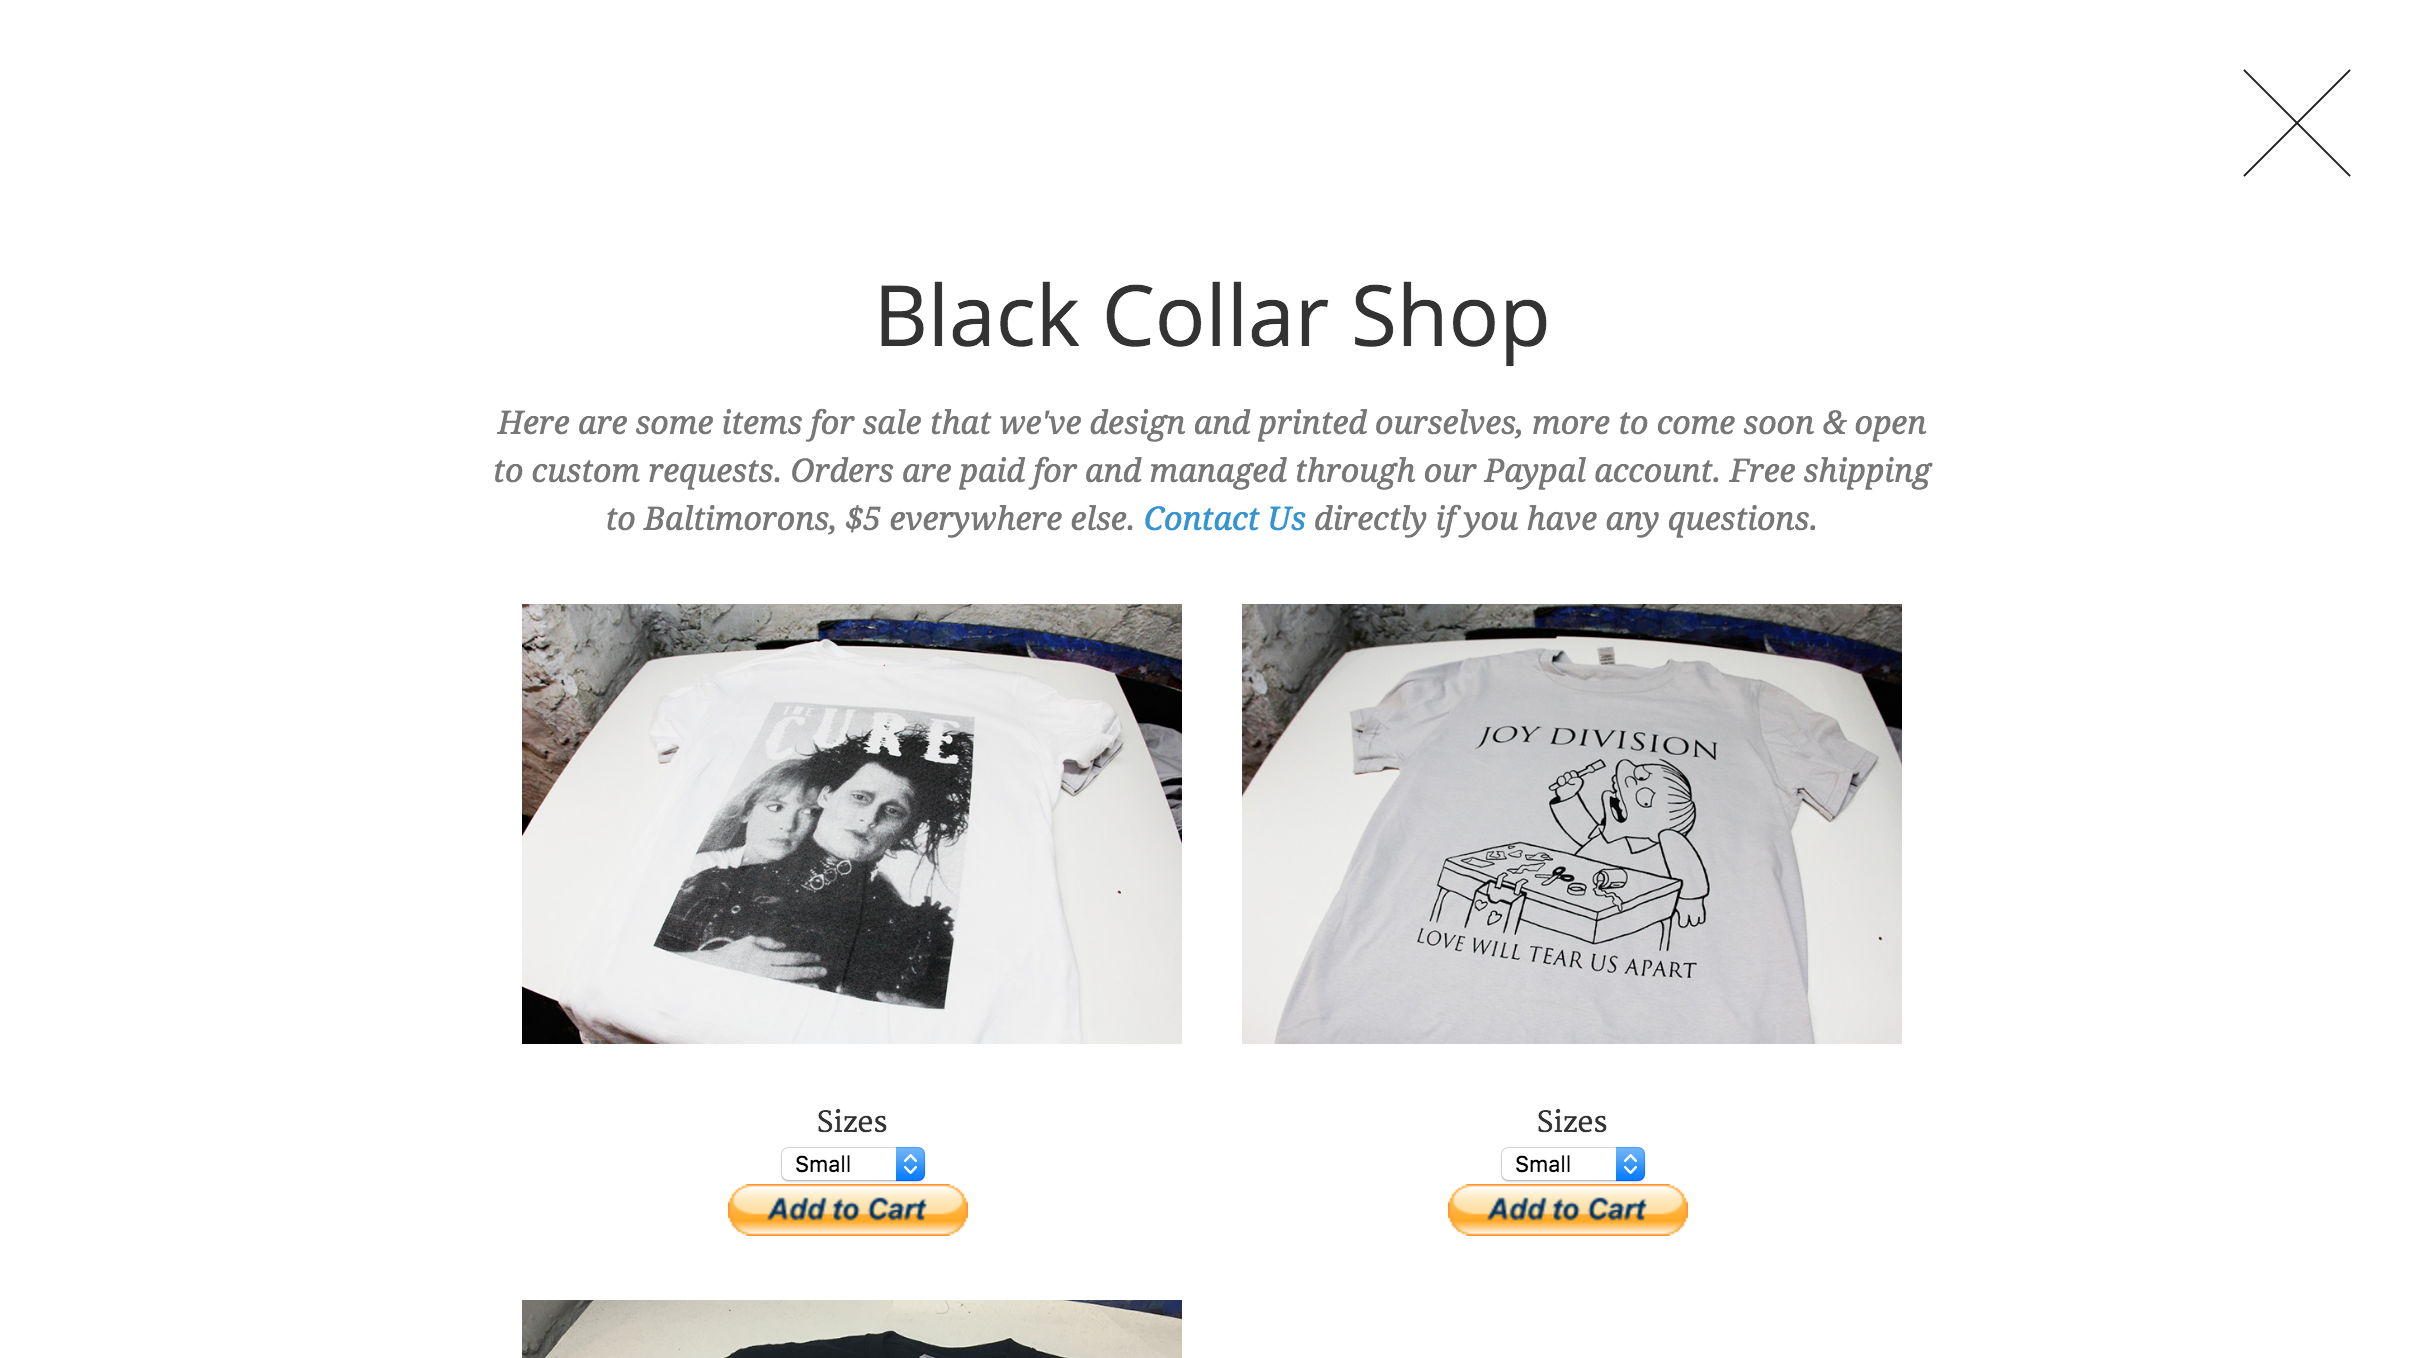 Black Collar Shop
Here are some items for sale that we've design and printed ourselves, more to come soon & open
to custom requests. Orders are paid for and managed through our Paypal account. Free shipping
to Baltimorons, $5 everywhere else. Contact Us directly if you have any questions.
THE
CURE
JOY DIVISION
LOVE WILL TEAR US APART
Sizes
Small
Add to Cart
Sizes
Small
Add to Cart